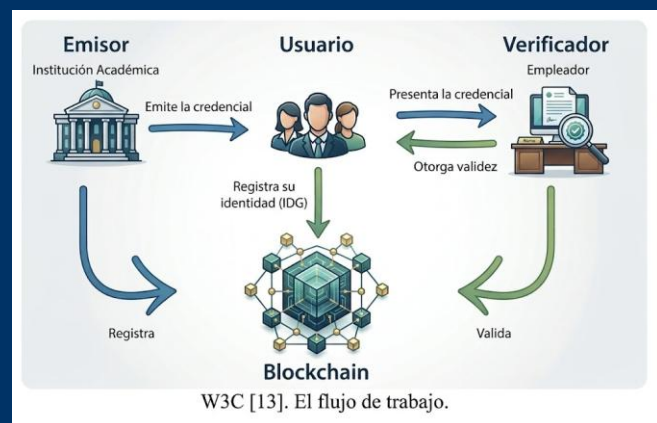 Emisor
Institución Académica
Usuario
Verificador
Empleador
Emite la credencial
Presenta la credencial
Otorga validez
Registra su
identidad (IDG)
Registra
Valida
Blockchain
W3C [13]. El flujo de trabajo.